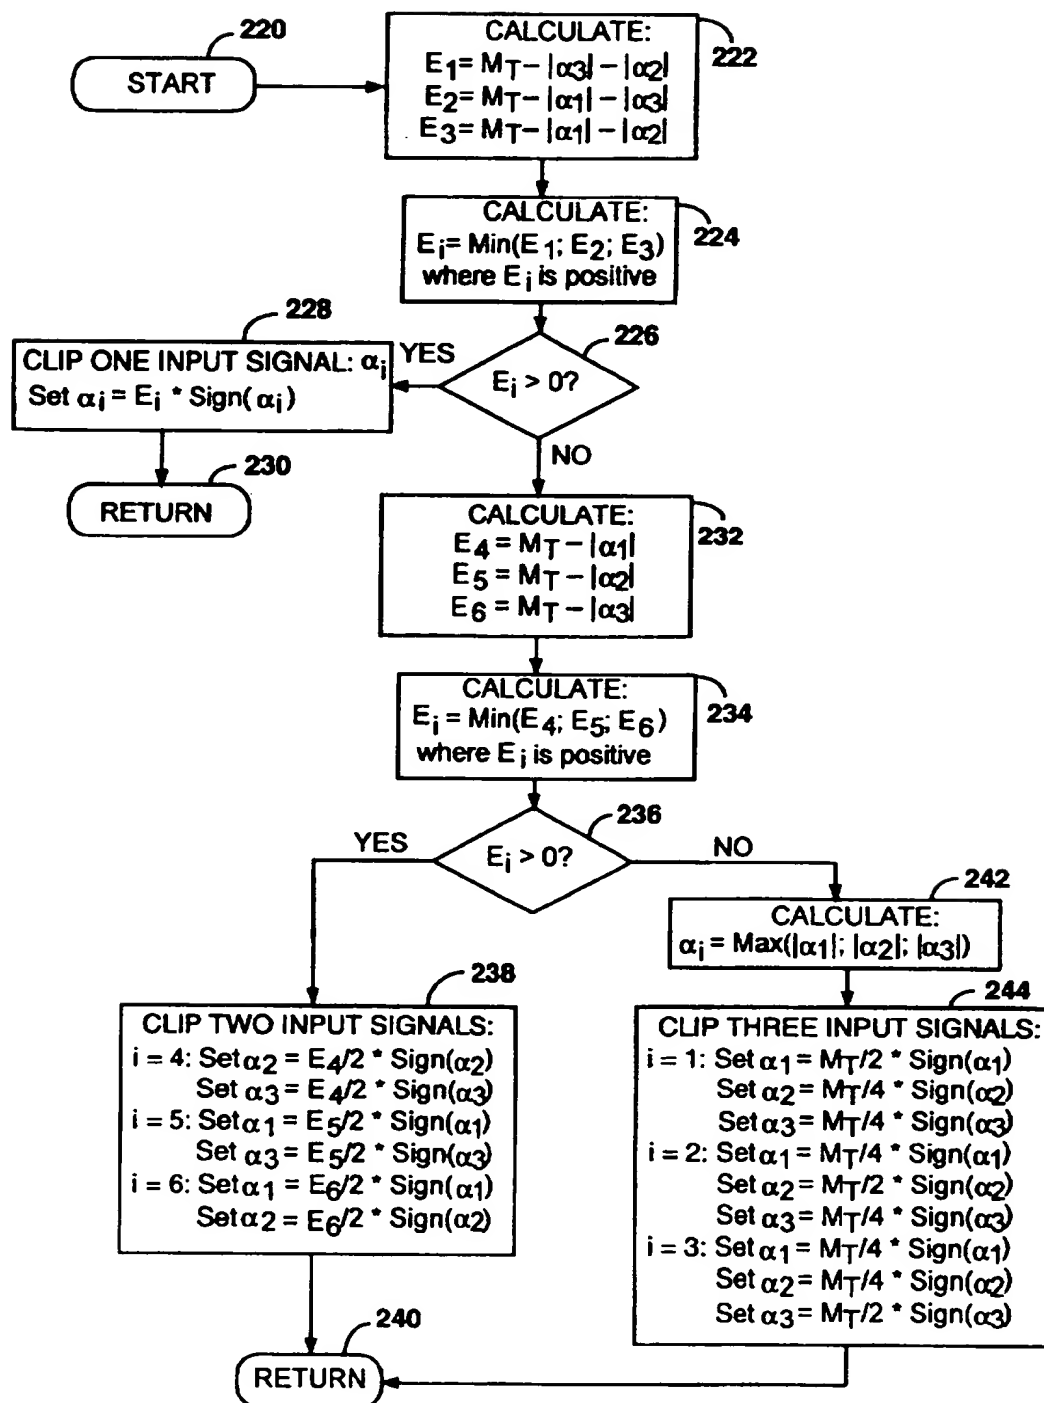 220
START
CALCULATE:
E1= MT – |α3| – |α2|
E2= MT – |α1| – |α3|
E3= MT – |α1| – |α2|
222
CALCULATE:
Ei= Min(E1; E2; E3)
where Ei is positive
224
228
CLIP ONE INPUT SIGNAL: αi
Set αi = Ei * Sign(αi)
YES
226
Ei > 0?
NO
230
RETURN
CALCULATE:
E4 = MT – |α1|
E5 = MT – |α2|
E6 = MT – |α3|
232
CALCULATE:
Ei = Min(E4; E5; E6)
where Ei is positive
234
236
YES
Ei > 0?
NO
242
CALCULATE:
αi = Max(|α1|; |α2|; |α3|)
238
CLIP TWO INPUT SIGNALS:
i = 4: Set α2 = E4/2 * Sign(α2)
Set α3 = E4/2 * Sign(α3)
i = 5: Set α1 = E5/2 * Sign(α1)
Set α3 = E5/2 * Sign(α3)
i = 6: Set α1 = E6/2 * Sign(α1)
Set α2 = E6/2 * Sign(α2)
244
CLIP THREE INPUT SIGNALS:
i = 1: Set α1 = MT/2 * Sign(α1)
Set α2 = MT/4 * Sign(α2)
Set α3 = MT/4 * Sign(α3)
i = 2: Set α1 = MT/4 * Sign(α1)
Set α2 = MT/2 * Sign(α2)
Set α3 = MT/4 * Sign(α3)
i = 3: Set α1 = MT/4 * Sign(α1)
Set α2 = MT/4 * Sign(α2)
Set α3 = MT/2 * Sign(α3)
240
RETURN